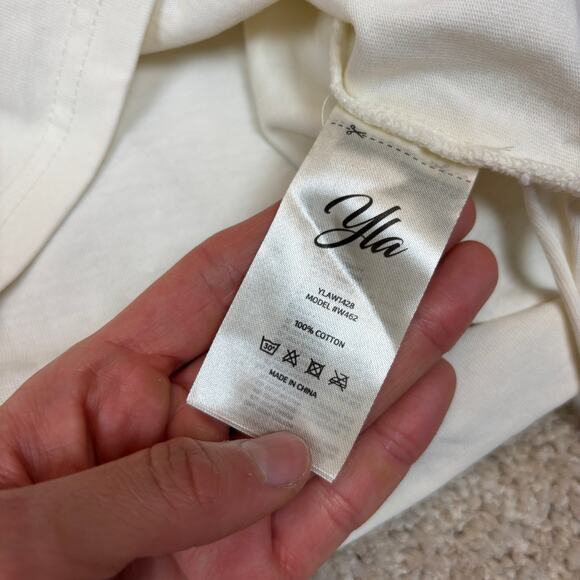 Yla
YLAW1428
MODEL #W462
100% COTTON
30°
MADE IN CHINA